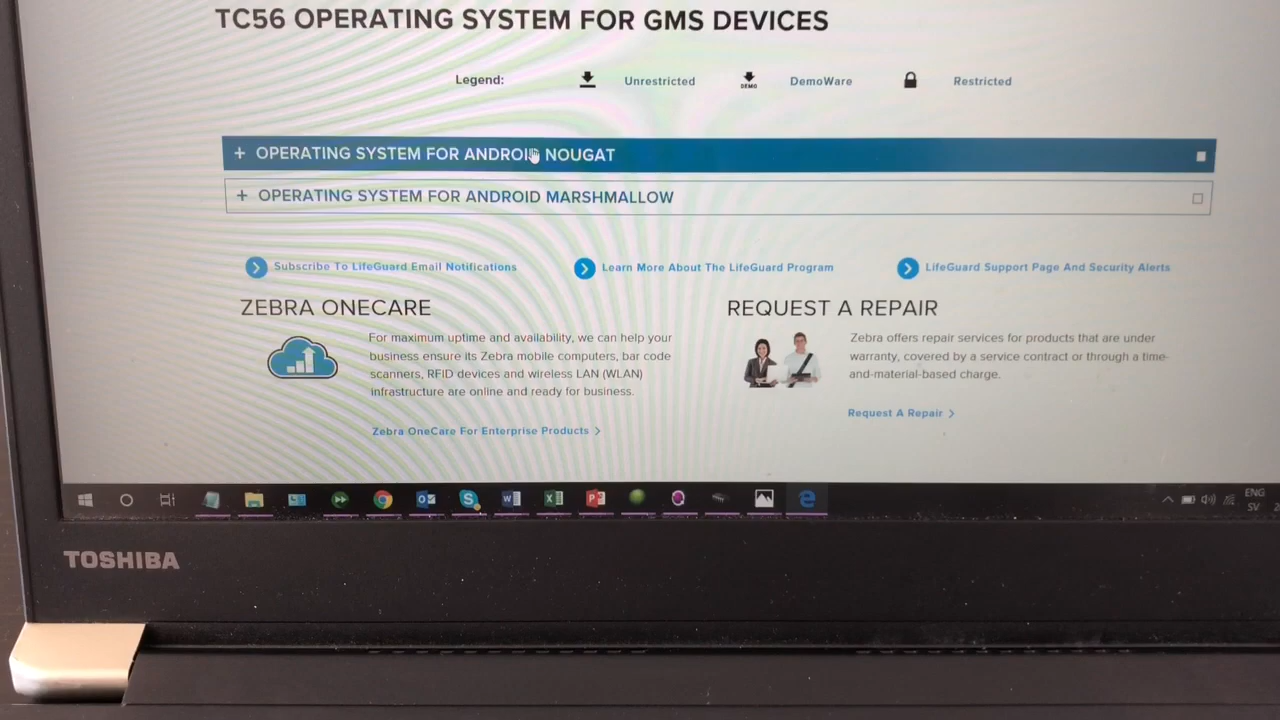 TC56 OPERATING SYSTEM FOR GMS DEVICES
Legend: Unrestricted DEMO DemoWare Restricted
+ OPERATING SYSTEM FOR ANDROID NOUGAT
+ OPERATING SYSTEM FOR ANDROID MARSHMALLOW
Subscribe To LifeGuard Email Notifications
Learn More About The LifeGuard Program
LifeGuard Support Page And Security Alerts
ZEBRA ONECARE
For maximum uptime and availability, we can help your
business ensure its Zebra mobile computers, bar code
scanners, RFID devices and wireless LAN (WLAN)
infrastructure are online and ready for business.
Zebra OneCare For Enterprise Products >
REQUEST A REPAIR
Zebra offers repair services for products that are under
warranty, covered by a service contract or through a time-
and-material-based charge.
Request A Repair >
ENG
SV
TOSHIBA